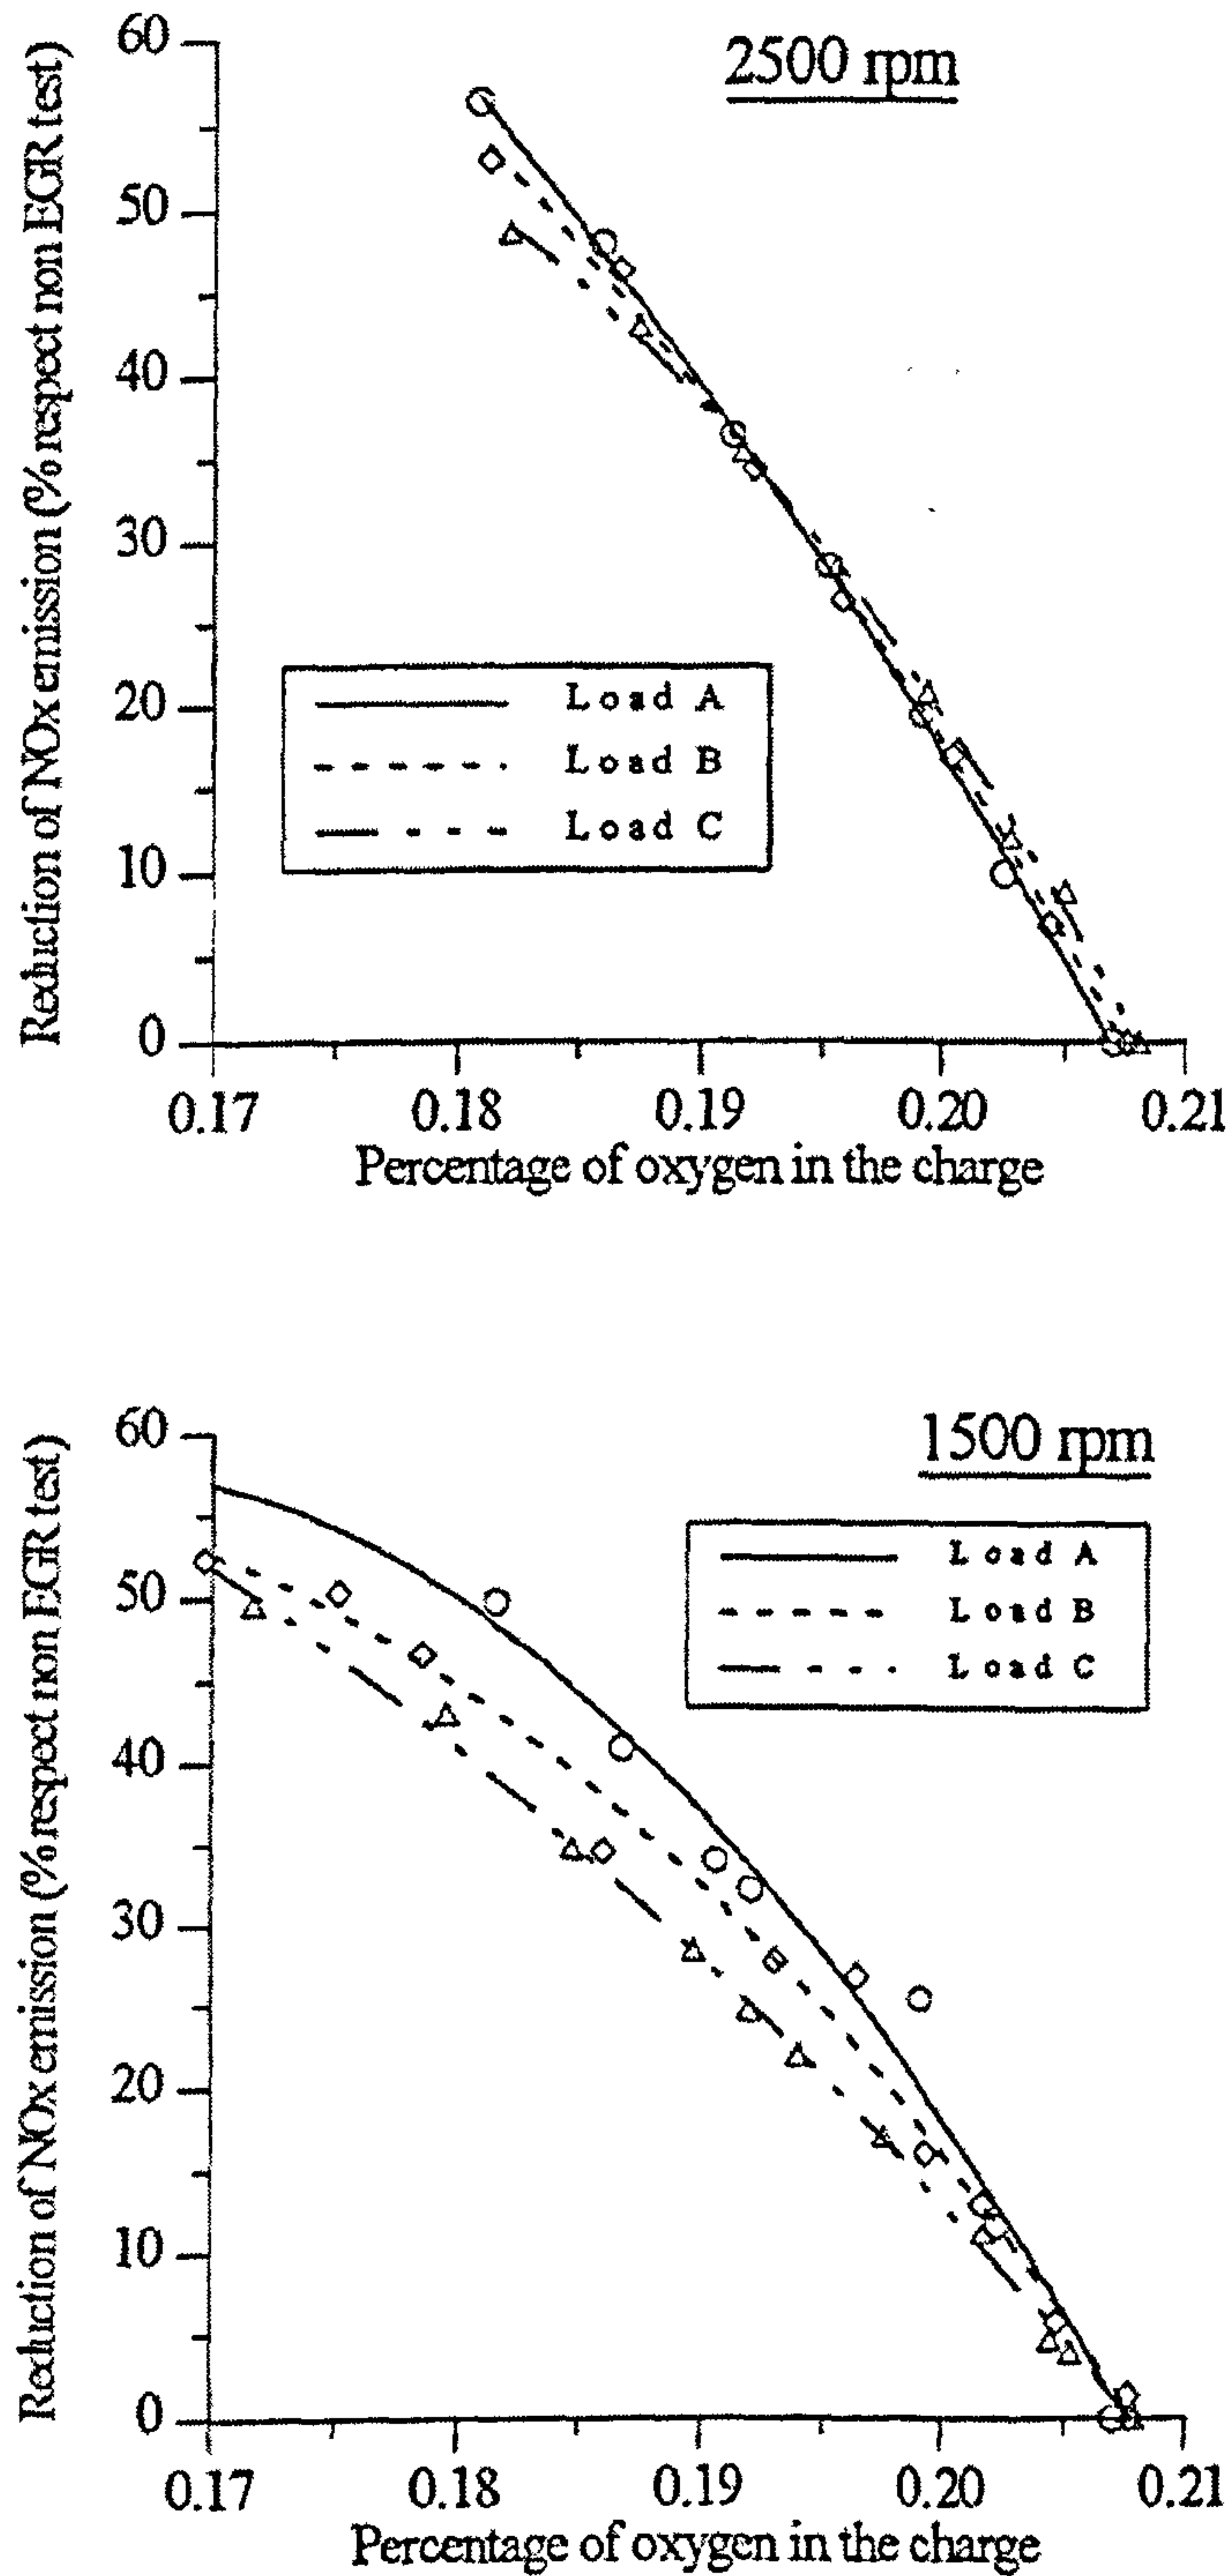 2500 rpm
Reduction of NOx emission (% respect non EGR test)
60
50
40
30
20
10
0
Load A
Load B
Load C
0.17 0.18 0.19 0.20 0.21
Percentage of oxygen in the charge
1500 rpm
Reduction of NOx emission (% respect non EGR test)
60
50
40
30
20
10
0
Load A
Load B
Load C
0.17 0.18 0.19 0.20 0.21
Percentage of oxygen in the charge